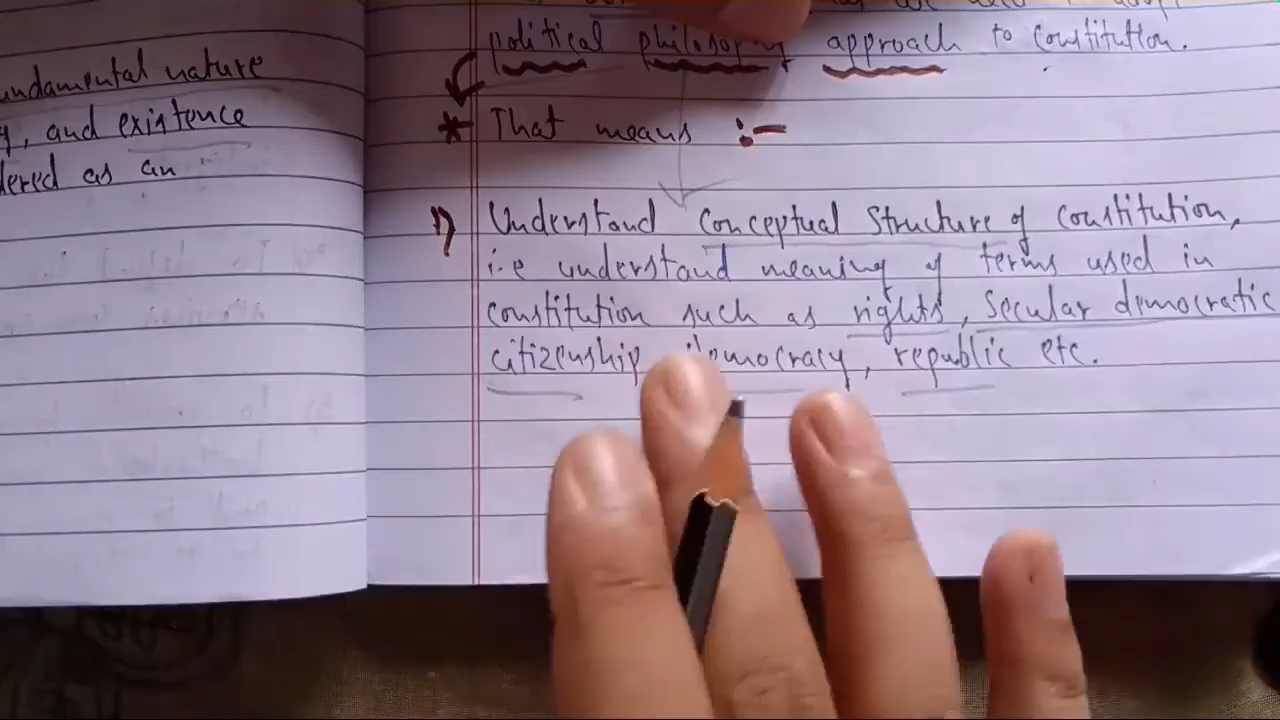 undamental nature
y, and existence
dered as an
political philosophy approach to constitution.
* That means :-
1) Understand conceptual structure of constitution,
i.e understand meaning of terms used in
constitution such as rights, secular democratic
citizenship democracy, republic etc.